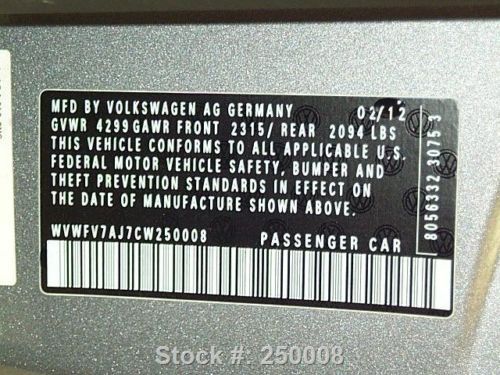 MFD BY VOLKSWAGEN AG GERMANY 02/12
GVWR 4299 GAWR FRONT 2315/ REAR 2094 LBS
THIS VEHICLE CONFORMS TO ALL APPLICABLE U.S.
FEDERAL MOTOR VEHICLE SAFETY, BUMPER AND
THEFT PREVENTION STANDARDS IN EFFECT ON
THE DATE OF MANUFACTURE SHOWN ABOVE.
WVWFV7AJ7CW250008 PASSENGER CAR
8056332 3075 3
Stock #: 250008